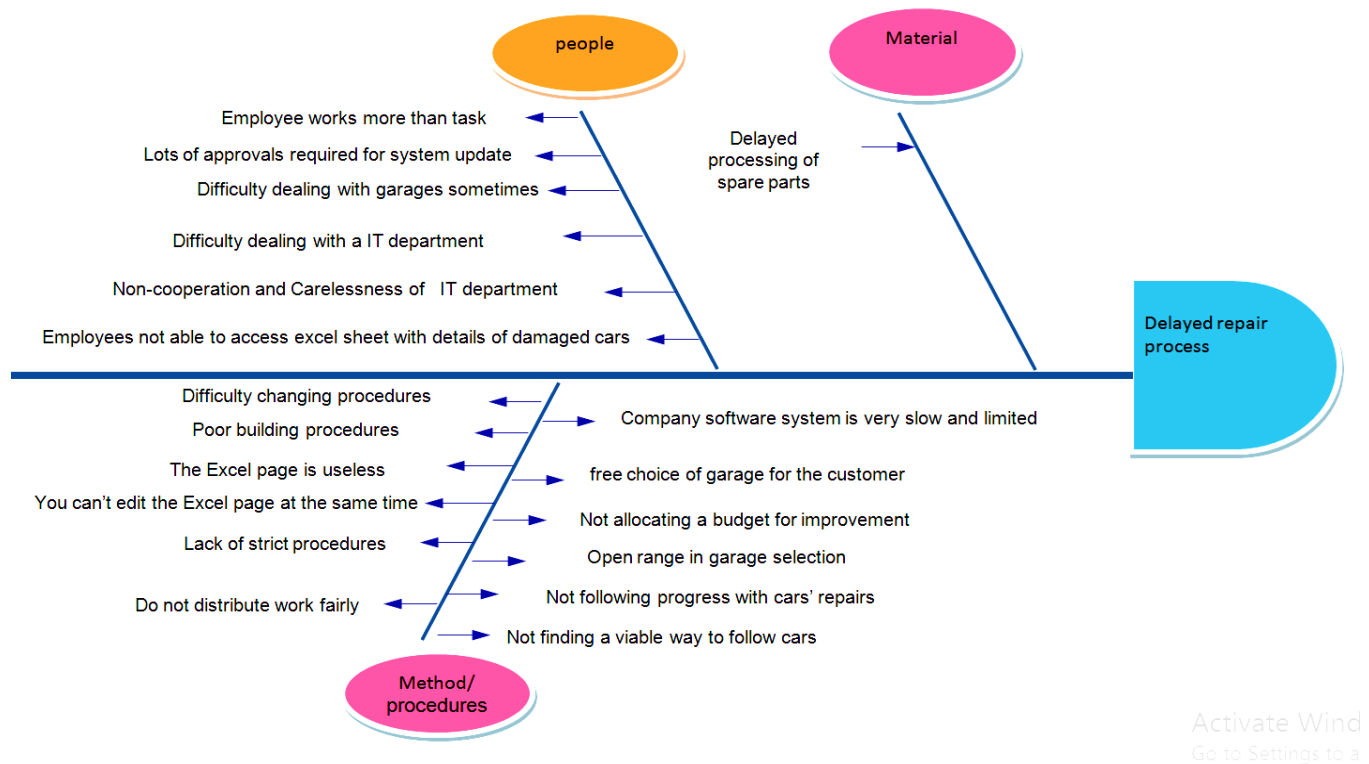 people
Material
Employee works more than task
Lots of approvals required for system update
Difficulty dealing with garages sometimes
Difficulty dealing with a IT department
Non-cooperation and Carelessness of IT department
Employees not able to access excel sheet with details of damaged cars
Delayed
processing of
spare parts
Delayed repair
process
Difficulty changing procedures
Poor building procedures
The Excel page is useless
You can’t edit the Excel page at the same time
Lack of strict procedures
Do not distribute work fairly
Company software system is very slow and limited
free choice of garage for the customer
Not allocating a budget for improvement
Open range in garage selection
Not following progress with cars’ repairs
Not finding a viable way to follow cars
Method/
procedures
Activate Wind
Go to Settings to a